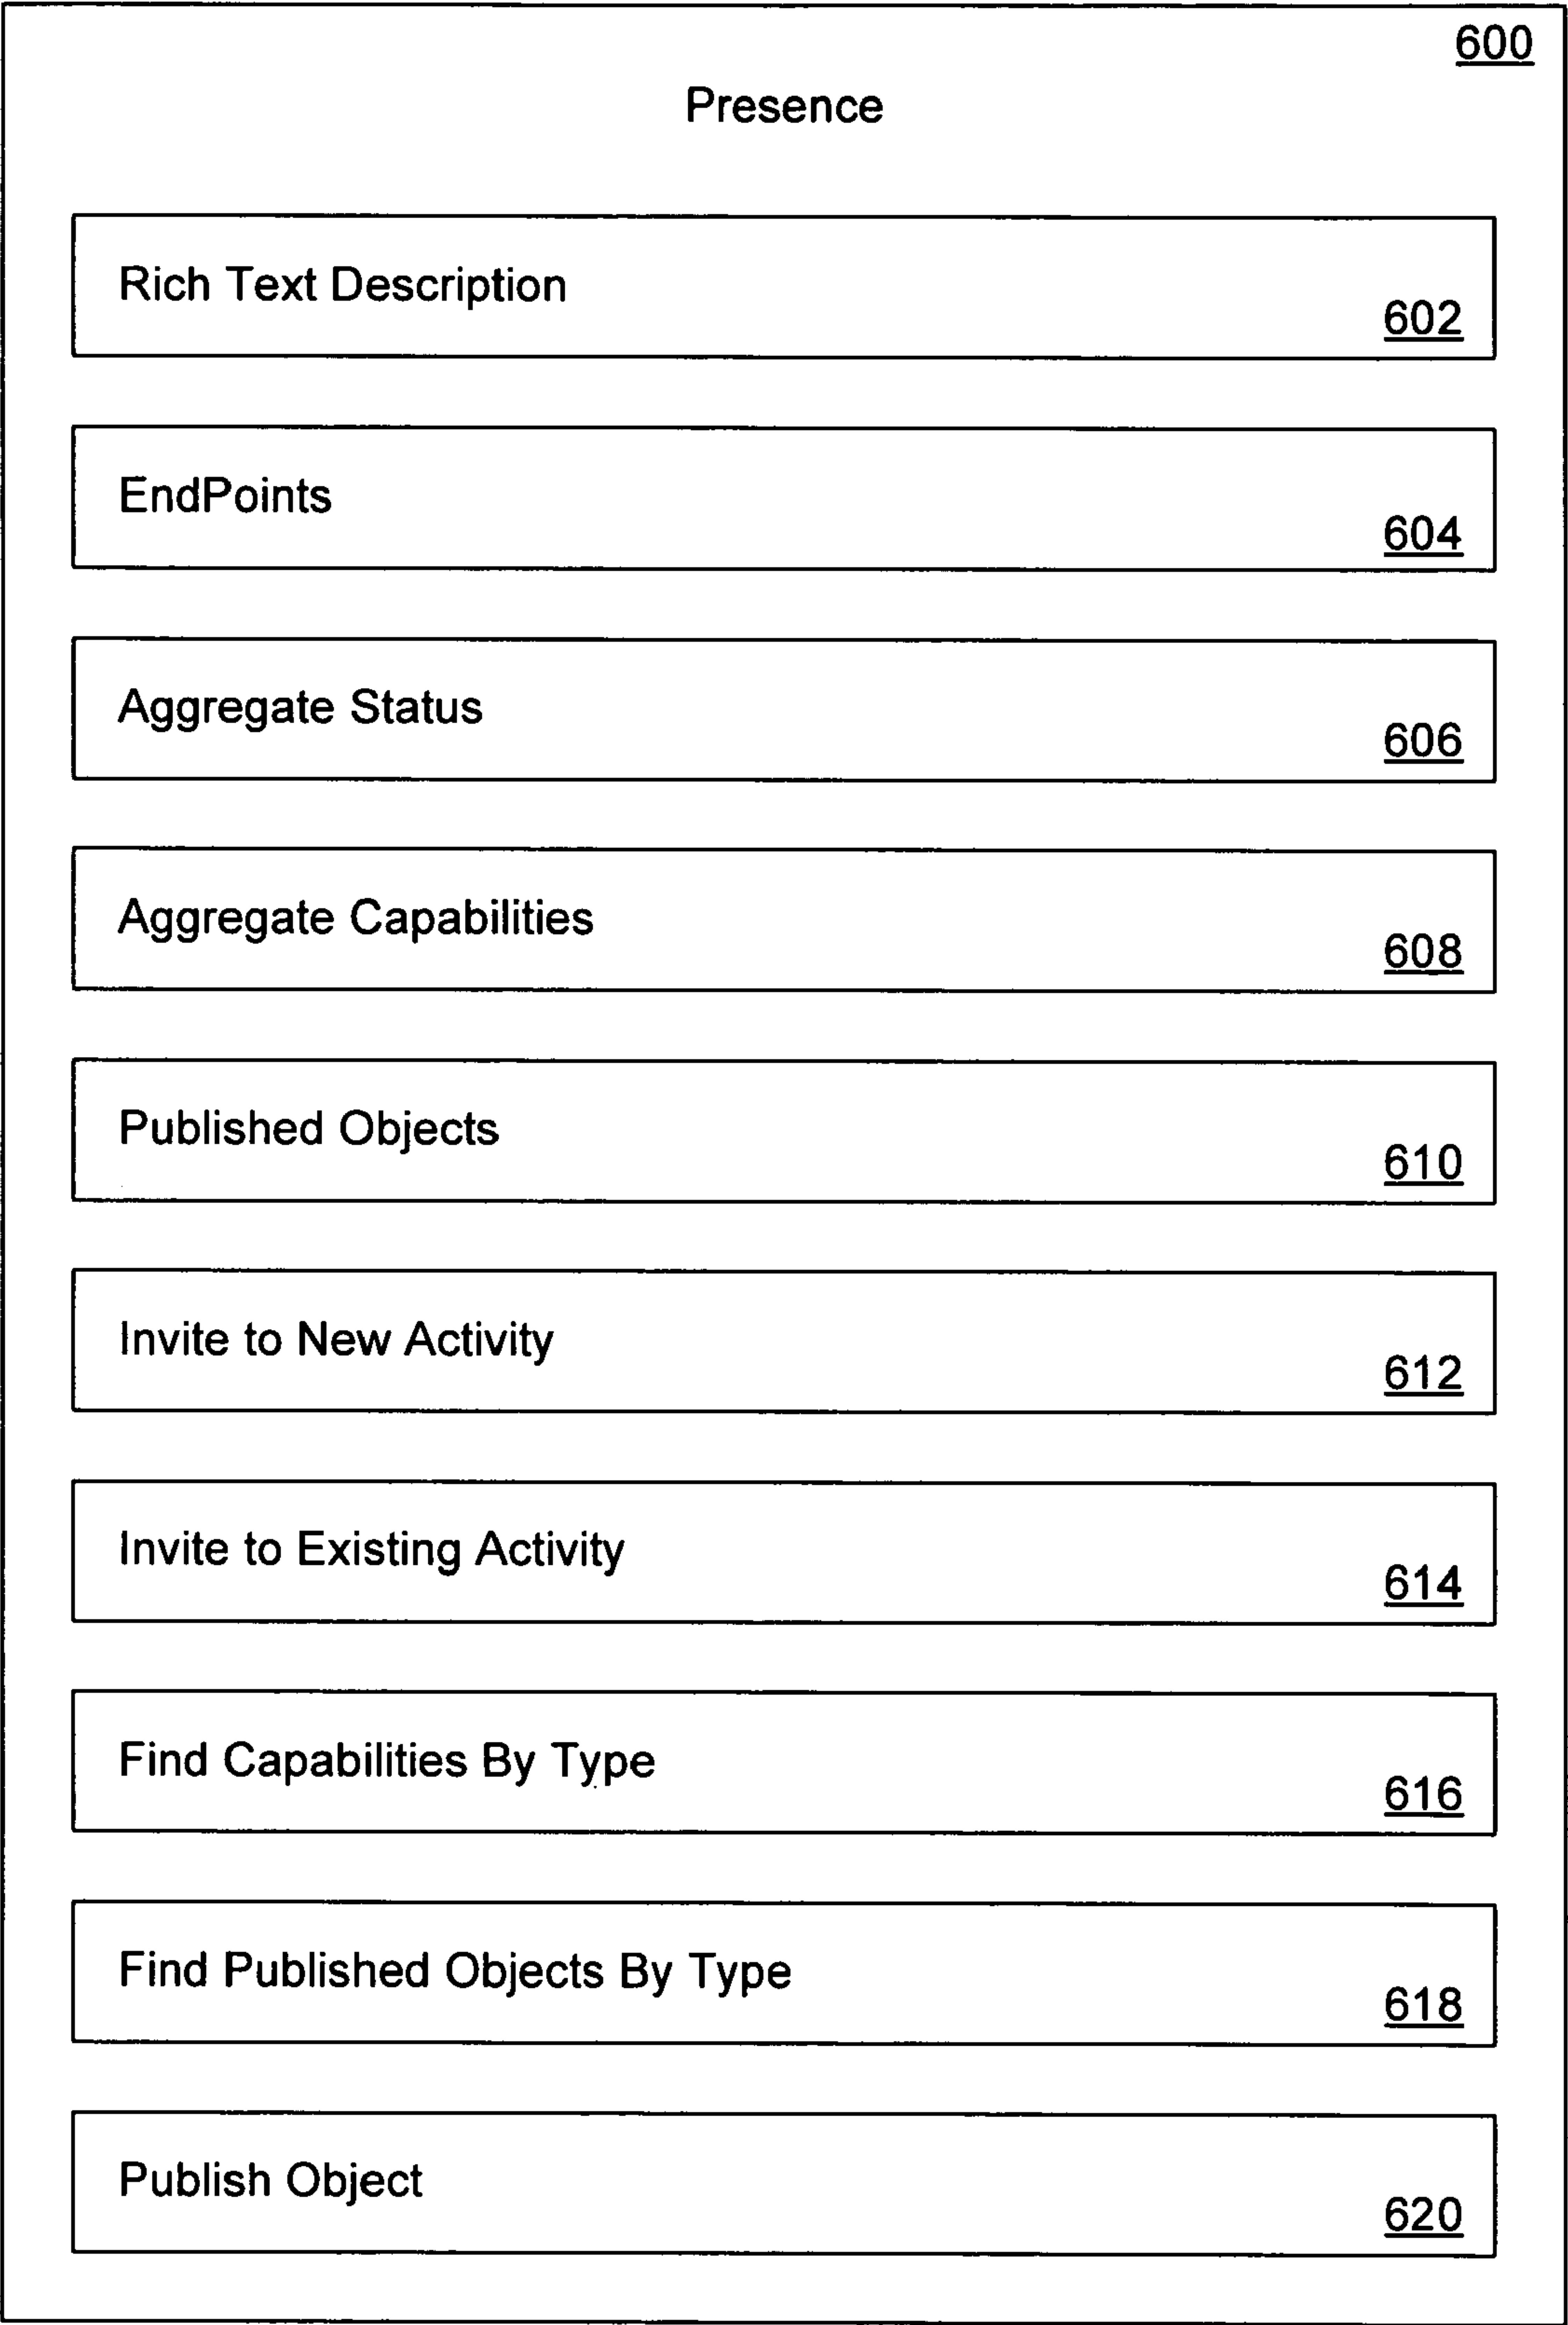 600
Presence
Rich Text Description
602
EndPoints
604
Aggregate Status
606
Aggregate Capabilities
608
Published Objects
610
Invite to New Activity
612
Invite to Existing Activity
614
Find Capabilities By Type
616
Find Published Objects By Type
618
Publish Object
620